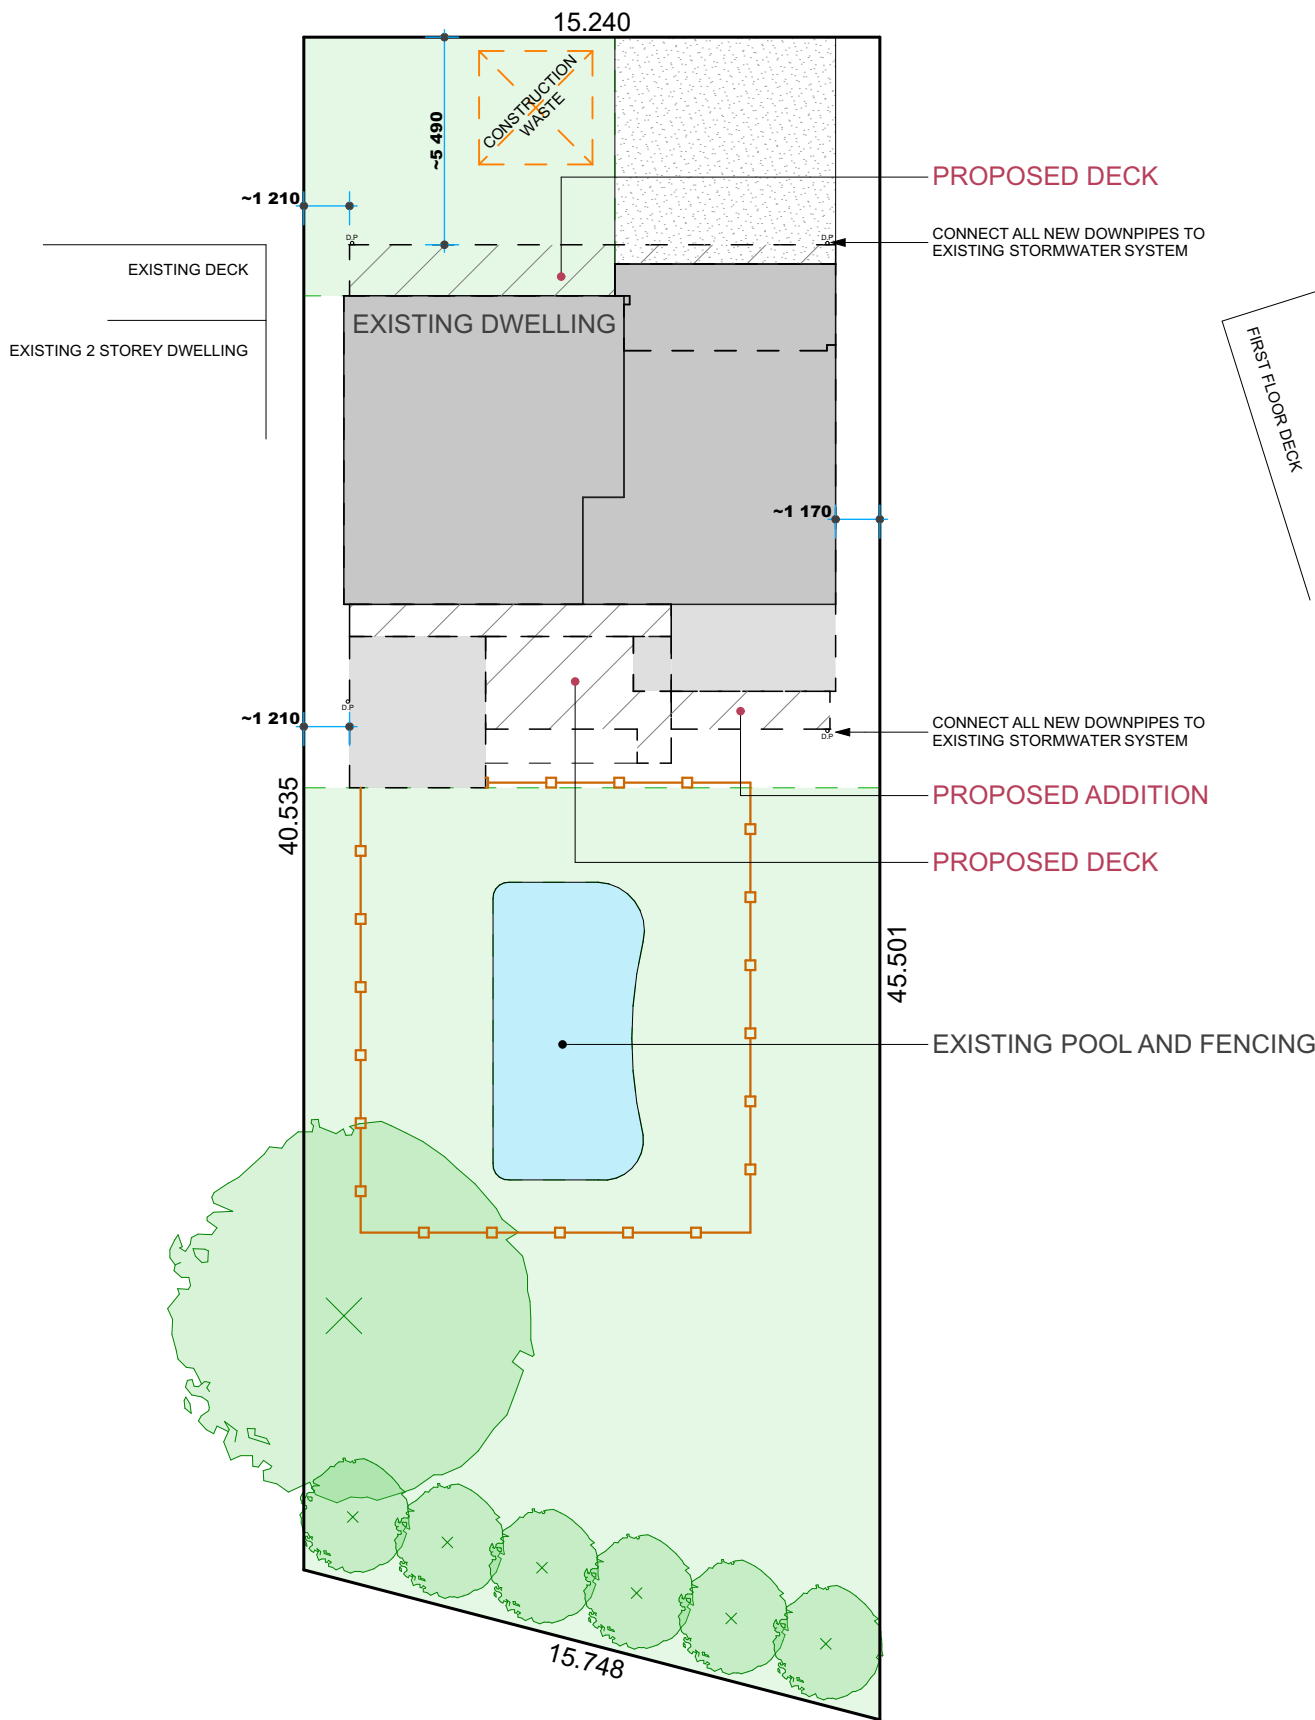 15.240
CONSTRUCTION
WASTE
~5 490
PROPOSED DECK
~1 210
D.P
D.P
CONNECT ALL NEW DOWNPIPES TO
EXISTING STORMWATER SYSTEM
EXISTING DECK
EXISTING DWELLING
EXISTING 2 STOREY DWELLING
FIRST FLOOR DECK
~1 170
D.P
~1 210
D.P
CONNECT ALL NEW DOWNPIPES TO
EXISTING STORMWATER SYSTEM
PROPOSED ADDITION
40.535
PROPOSED DECK
45.501
EXISTING POOL AND FENCING
15.748